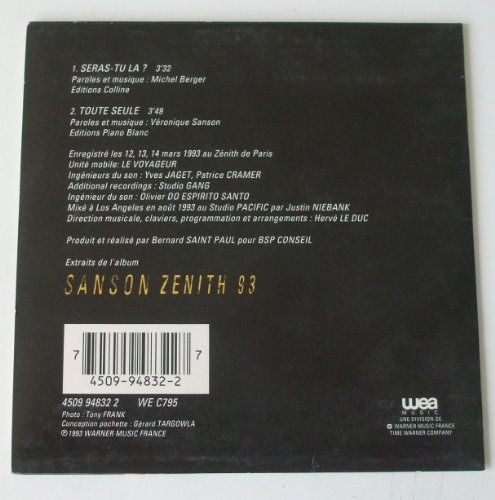 1. SERAS-TU LA ? 3'32
Paroles et musique : Michel Berger
Editions Colline
2. TOUTE SEULE 3'49
Paroles et musique : Véronique Sanson
Editions Piano Blanc
Enregistré les 12, 13, 14 mars 1993 au Zénith de Paris
Unité mobile: LE VOYAGEUR
Ingénieurs du son : Yves JAGET, Patrice CRAMER
Additional recordings : Studio GANG
Ingénieur du son : Olivier DO ESPIRITO SANTO
Mixé à Los Angeles en août 1993 au Studio PACIFIC par Justin NIEBANK
Direction musicale, claviers, programmation et arrangements : Hervé LE DUC
Produit et réalisé par Bernard SAINT PAUL pour BSP CONSEIL
Extraits de l'album
SANSON ZENITH 93
7 4509-94832-2 7
4509 94832 2 WE C795
Photo : Tony FRANK
Conception pochette : Gérard TARGOWLA
℗1993 WARNER MUSIC FRANCE
wea
MUSIC
UNE DIVISION DE
WARNER MUSIC FRANCE
TIME WARNER COMPANY